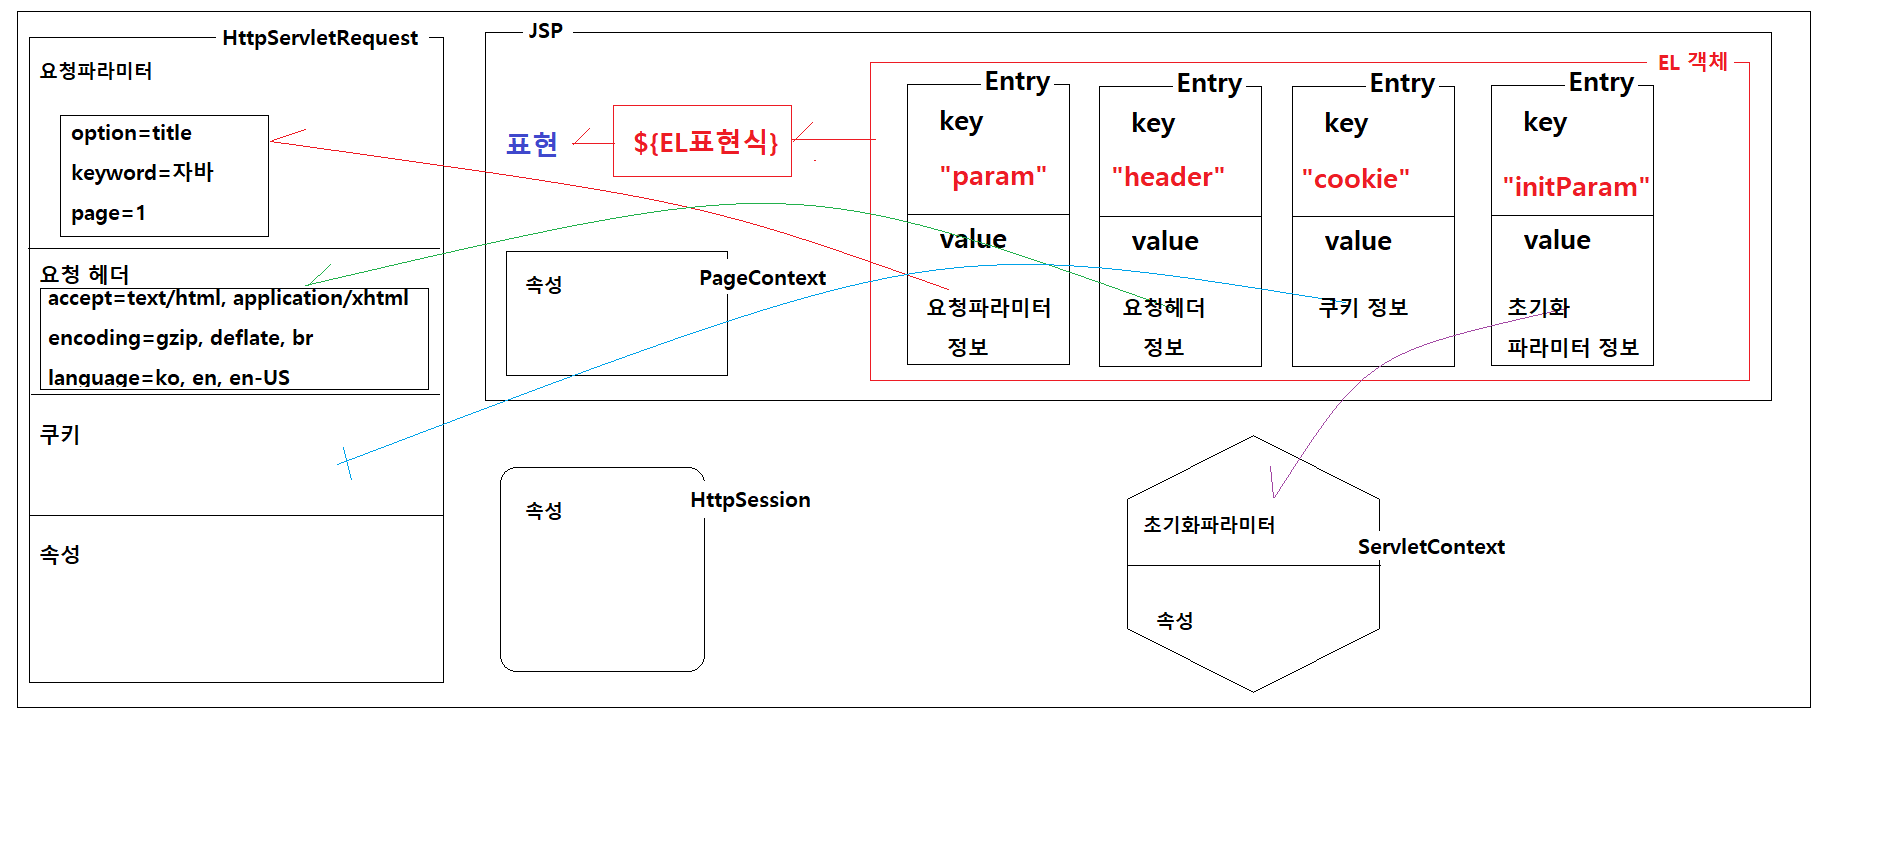 HttpServletRequest
요청파라미터
option=title
keyword=자바
page=1
요청 헤더
accept=text/html, application/xhtml
encoding=gzip, deflate, br
language=ko, en, en-US
쿠키
속성
JSP
표현
${EL표현식}
EL 객체
Entry
key
"param"
value
요청파라미터
정보
Entry
key
"header"
value
요청헤더
정보
Entry
key
"cookie"
value
쿠키 정보
Entry
key
"initParam"
value
초기화
파라미터 정보
PageContext
속성
HttpSession
속성
초기화파라미터
ServletContext
속성